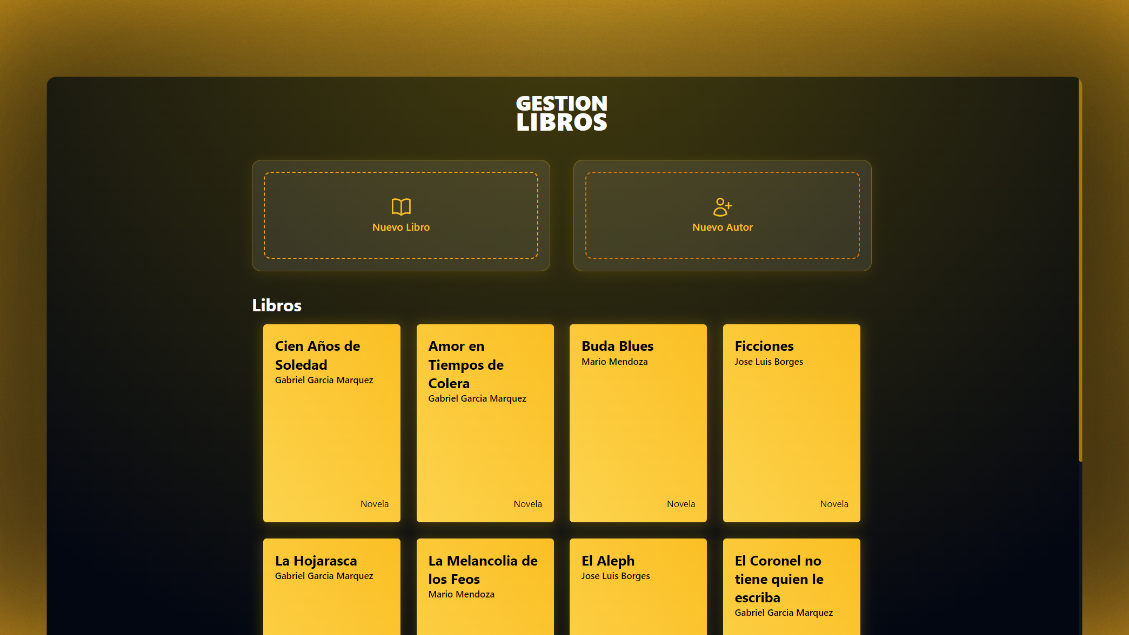 GESTION
LIBROS
Nuevo Libro
Nuevo Autor
Libros
Cien Años de
Soledad
Gabriel Garcia Marquez
Novela
Amor en
Tiempos de
Colera
Gabriel Garcia Marquez
Novela
Buda Blues
Mario Mendoza
Novela
Ficciones
Jose Luis Borges
Novela
La Hojarasca
Gabriel Garcia Marquez
La Melancolia de
los Feos
Mario Mendoza
El Aleph
Jose Luis Borges
El Coronel no
tiene quien le
escriba
Gabriel Garcia Marquez